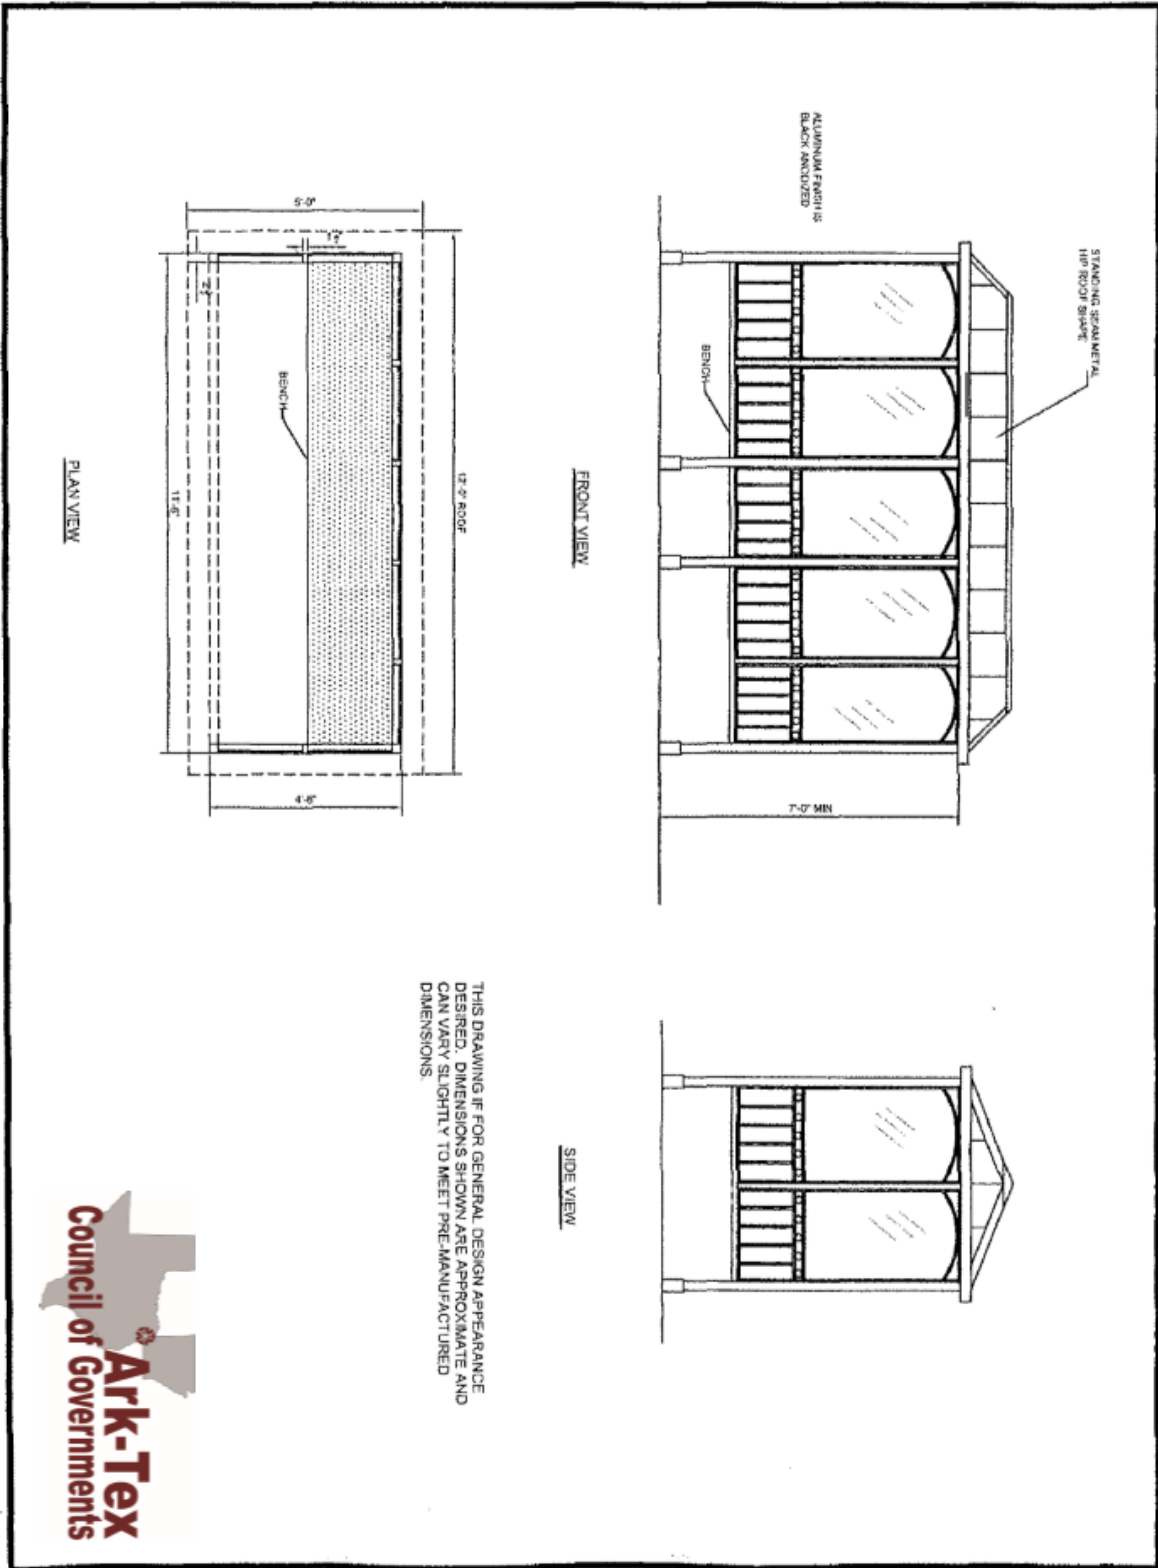 STANDING SEAM METAL
HIP ROOF SHAPE
ALUMINUM FINISH IS
BLACK ANODIZED
BENCH
7'-0" MIN
FRONT VIEW
SIDE VIEW
12'-0" ROOF
5'-0"
BENCH
4'-6"
11'-6"
PLAN VIEW
THIS DRAWING IF FOR GENERAL DESIGN APPEARANCE
DESIRED. DIMENSIONS SHOWN ARE APPROXIMATE AND
CAN VARY SLIGHTLY TO MEET PRE-MANUFACTURED
DIMENSIONS.
Ark-Tex
Council of Governments